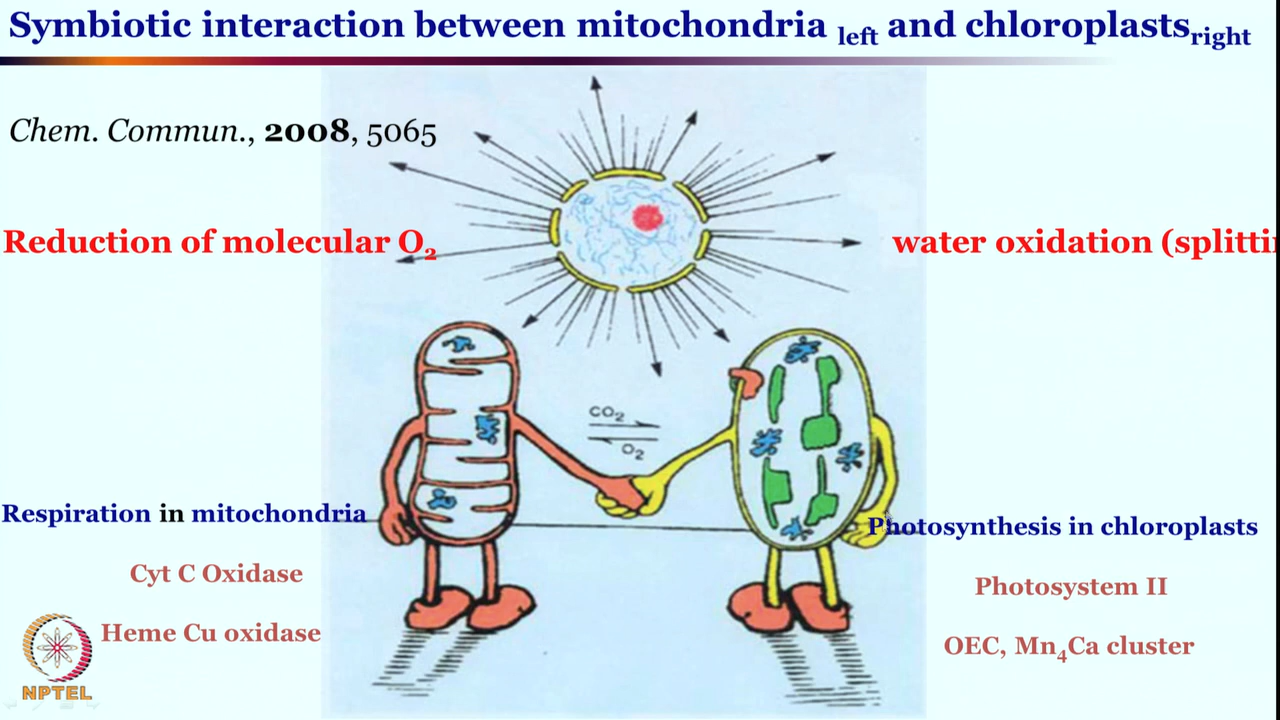 Symbiotic interaction between mitochondria left and chloroplasts right
Chem. Commun., 2008, 5065
Reduction of molecular O₂
water oxidation (splitti
CO₂
O₂
Respiration in mitochondria
Photosynthesis in chloroplasts
Cyt C Oxidase
Photosystem II
Heme Cu oxidase
OEC, Mn₄Ca cluster
NPTEL